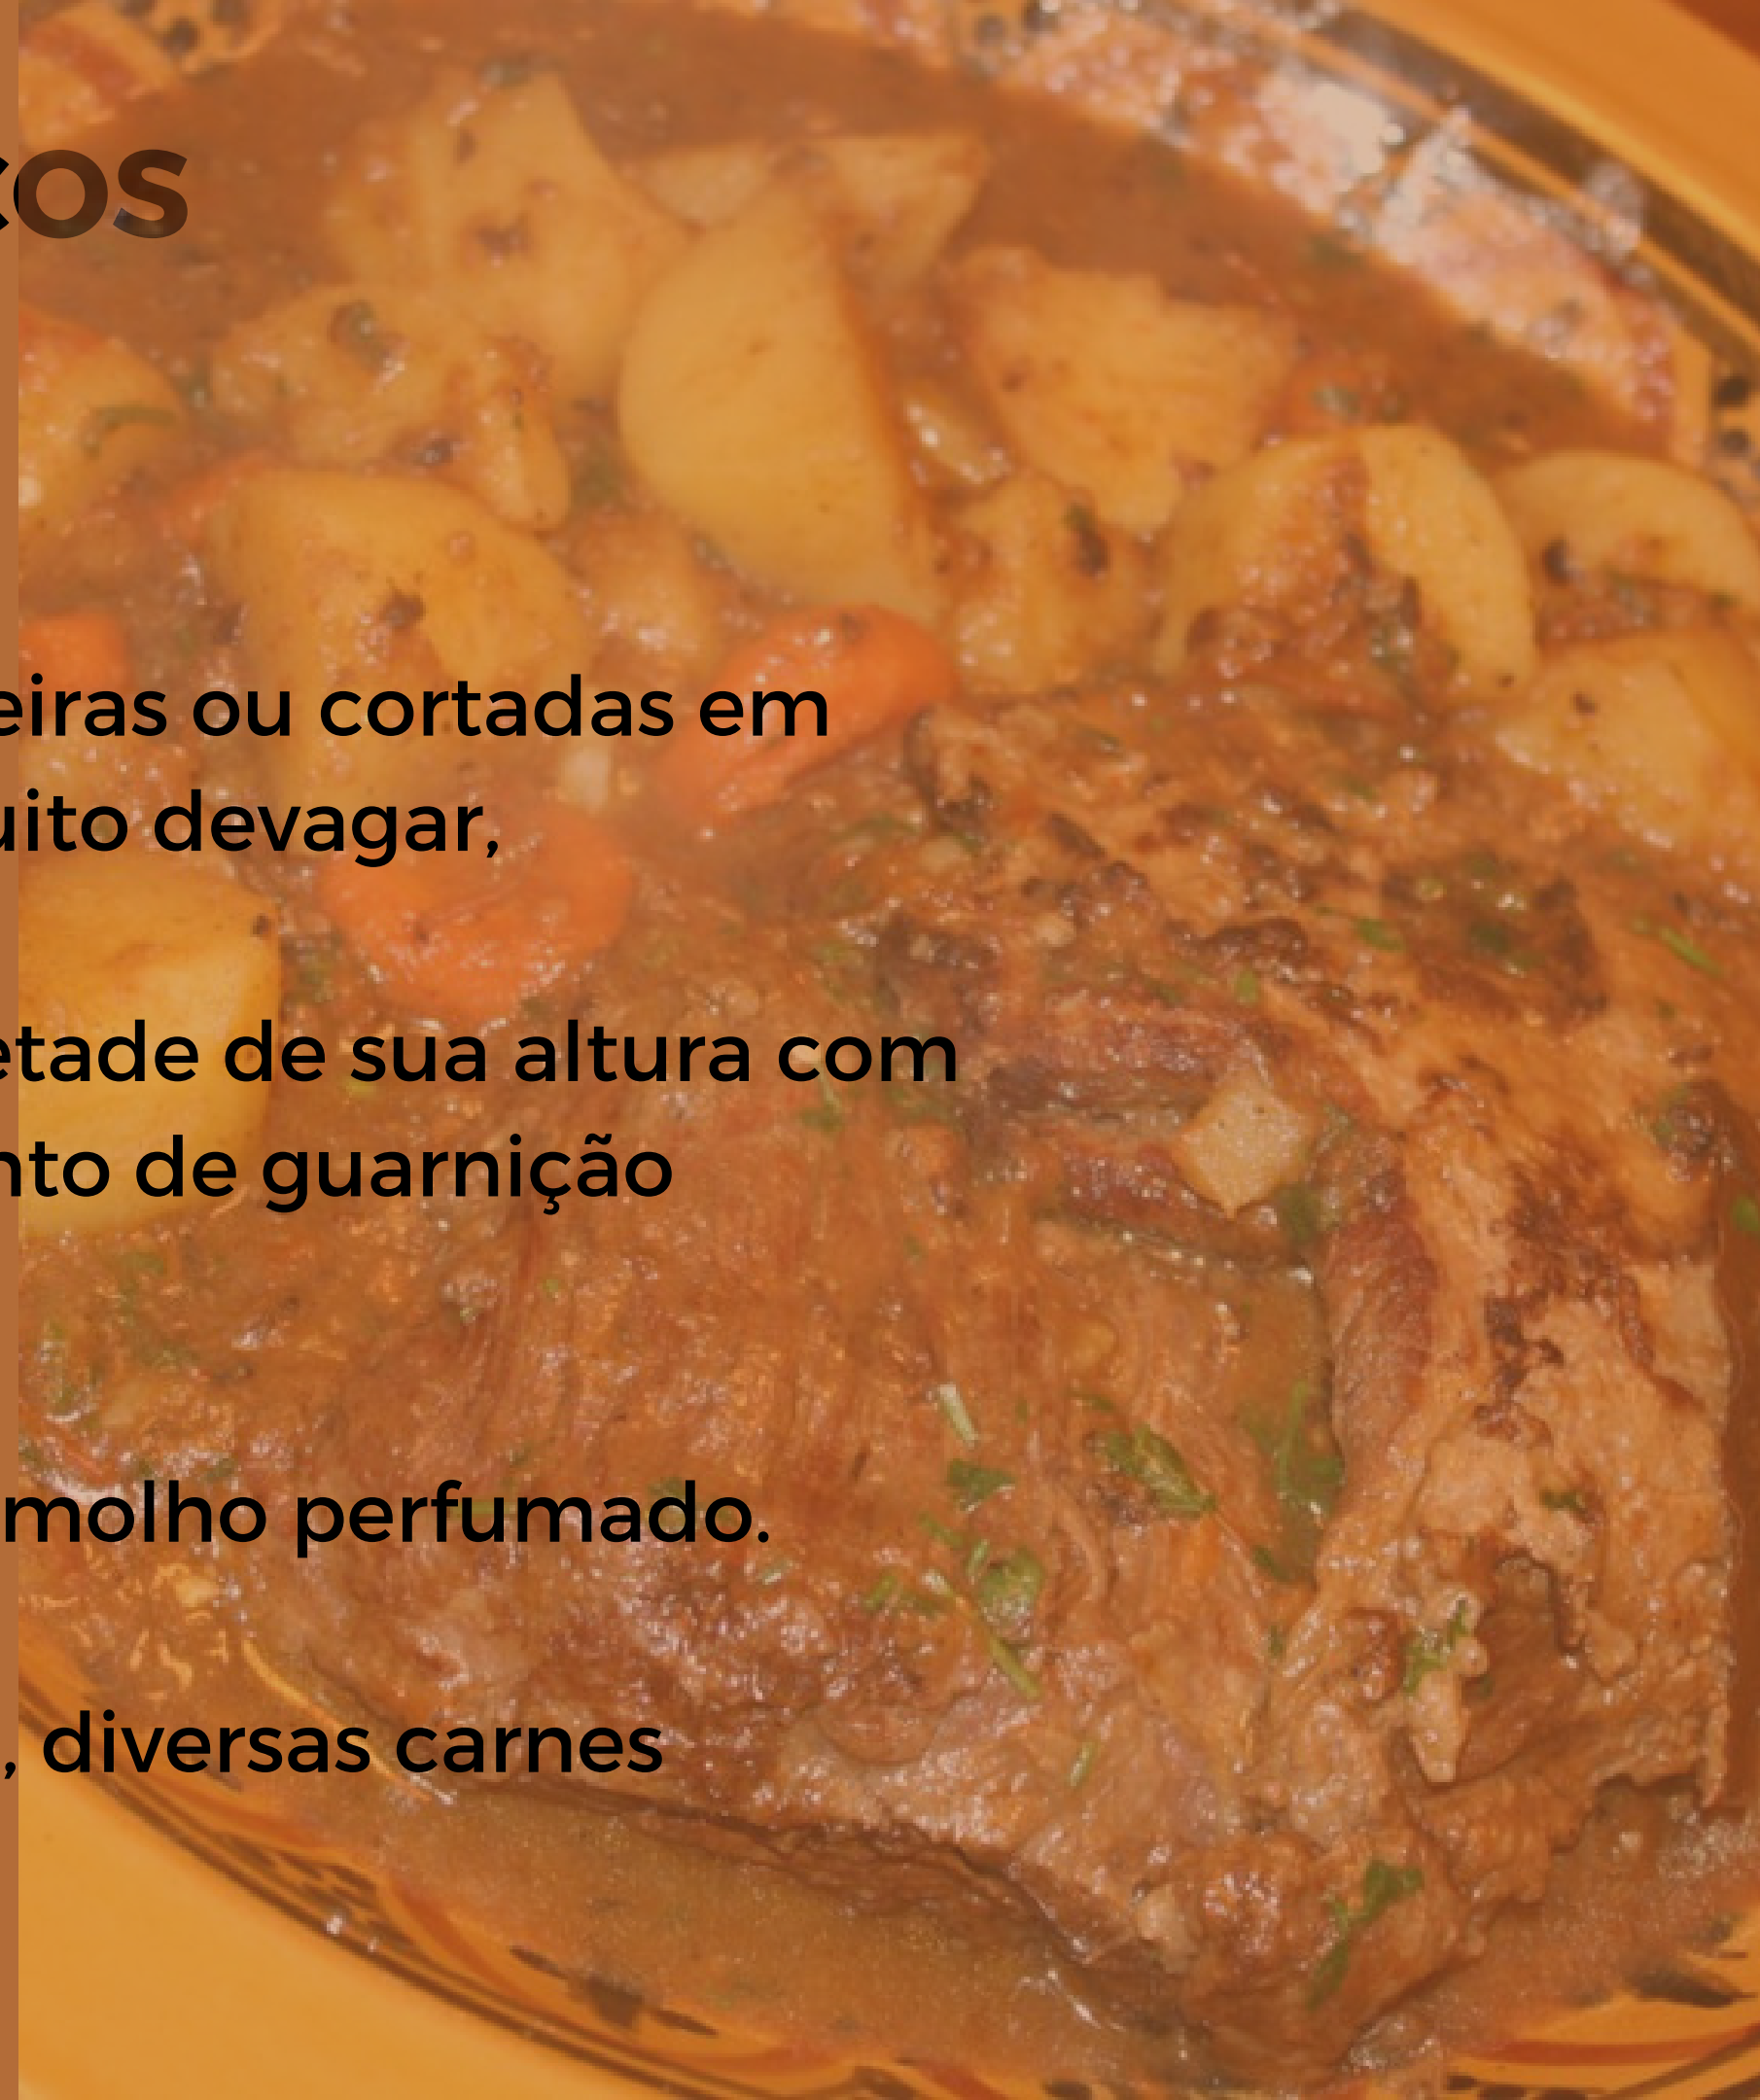 cos
eiras ou cortadas em
uito devagar,
etade de sua altura com
nto de guarnição
molho perfumado.
, diversas carnes